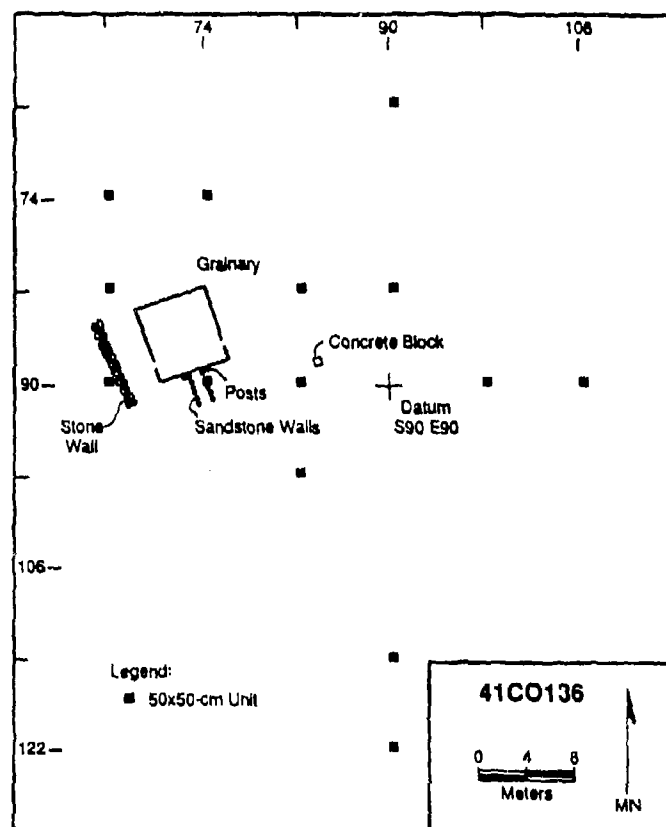 74 90 106
74
Grainary
Concrete Block
90
Posts
Datum
Stone
Wall
Sandstone Walls
S90 E90
106
Legend:
50x50-cm Unit
41CO136
122
0 4 8
Meters
MN